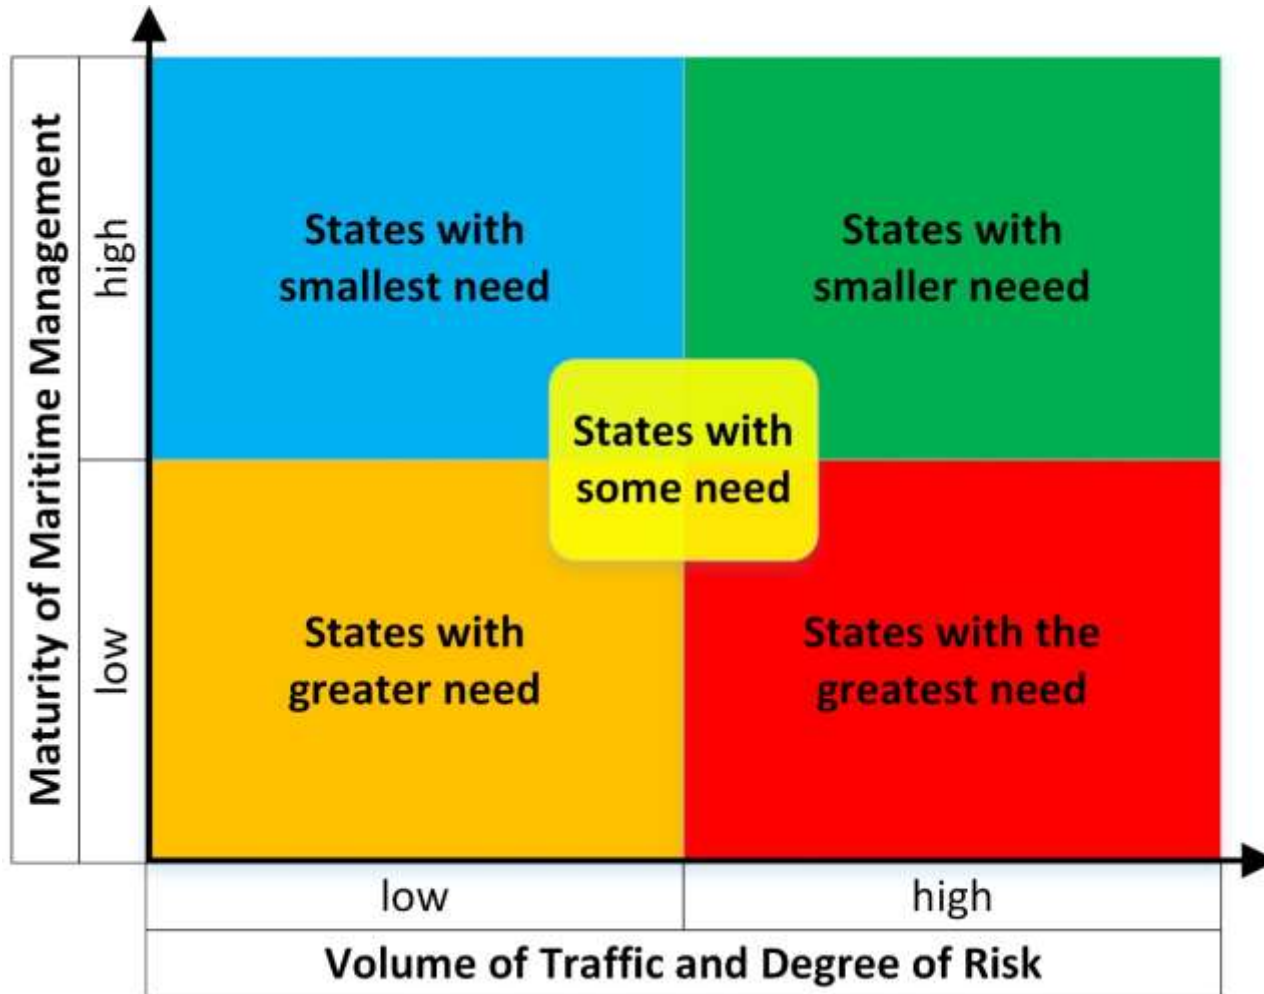 Maturity of Maritime Management
high
low
States with
smallest need
States with
smaller neeed
States with
some need
States with
greater need
States with the
greatest need
low
high
Volume of Traffic and Degree of Risk